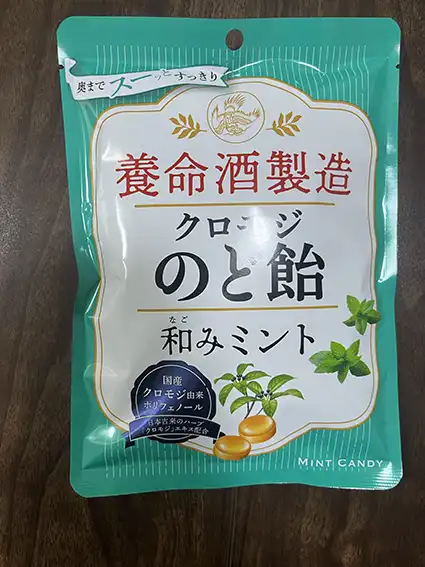 奥まで スーッと すっきり
養命酒製造
クロモジ
のど飴
なご
和みミント
国産
クロモジ由来
ポリフェノール
日本古来のハーブ
「クロモジ」エキス配合
MINT CANDY